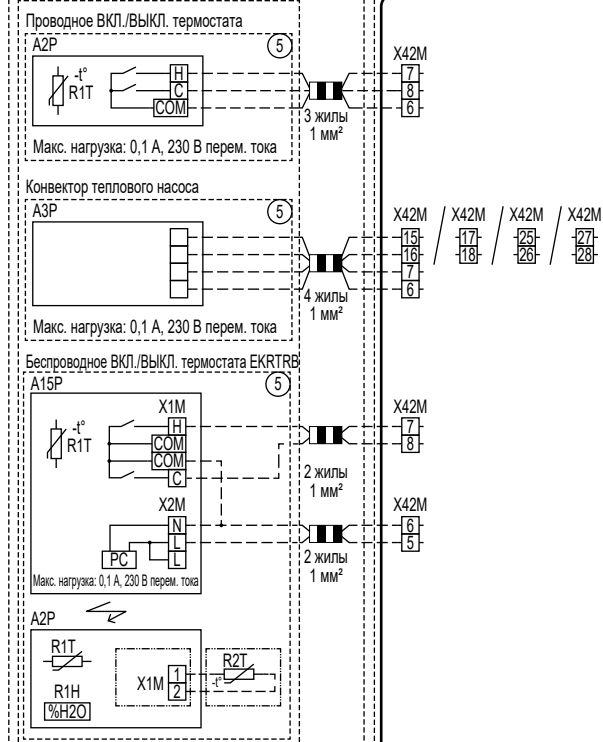 Проводное ВКЛ./ВЫКЛ. термостата
A2P
5
X42M
-t°
R1T
H
C
COM
7
8
6
3 жилы
1 мм²
Макс. нагрузка: 0,1 А, 230 В перем. тока
Конвектор теплового насоса
A3P
5
X42M / X42M / X42M / X42M
15 17 25 27
16 18 26 28
7
6
4 жилы
1 мм²
Макс. нагрузка: 0,1 А, 230 В перем. тока
Беспроводное ВКЛ./ВЫКЛ. термостата EKRTRB
A15P
5
X1M
X42M
-t°
R1T
H
COM
COM
C
7
8
2 жилы
1 мм²
X2M
X42M
N
L
L
6
5
PC
2 жилы
1 мм²
Макс. нагрузка: 0,1 А, 230 В перем. тока
A2P
R1T
R1H
%H2O
X1M
1
2
R2T
-t°